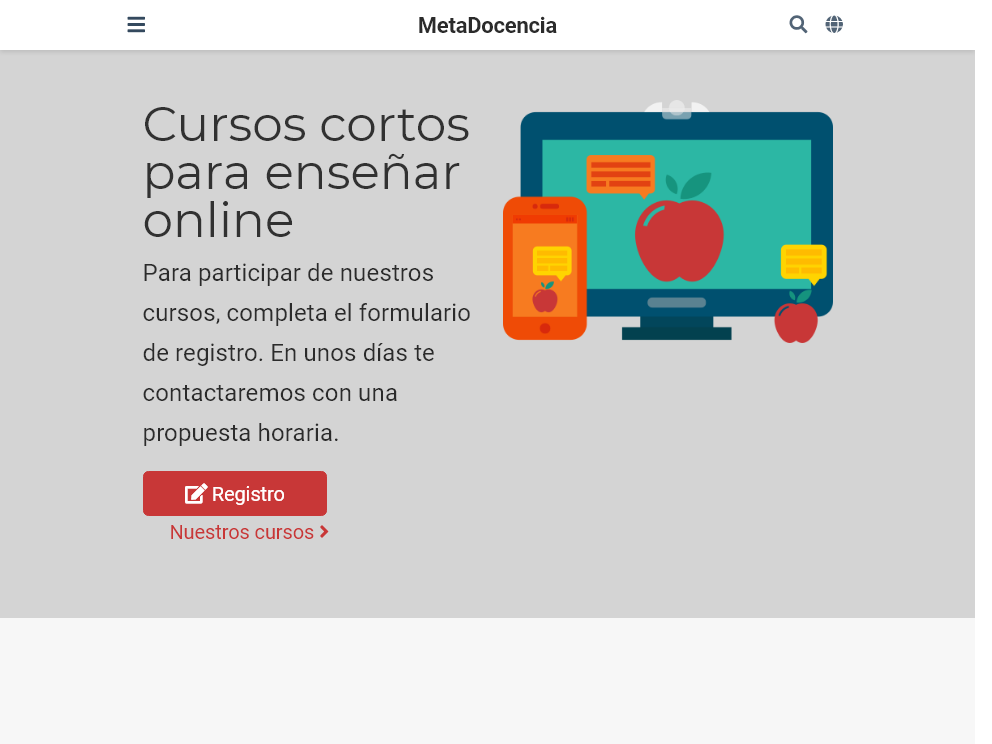 MetaDocencia
Cursos cortos
para enseñar
online
Para participar de nuestros
cursos, completa el formulario
de registro. En unos días te
contactaremos con una
propuesta horaria.
Registro
Nuestros cursos